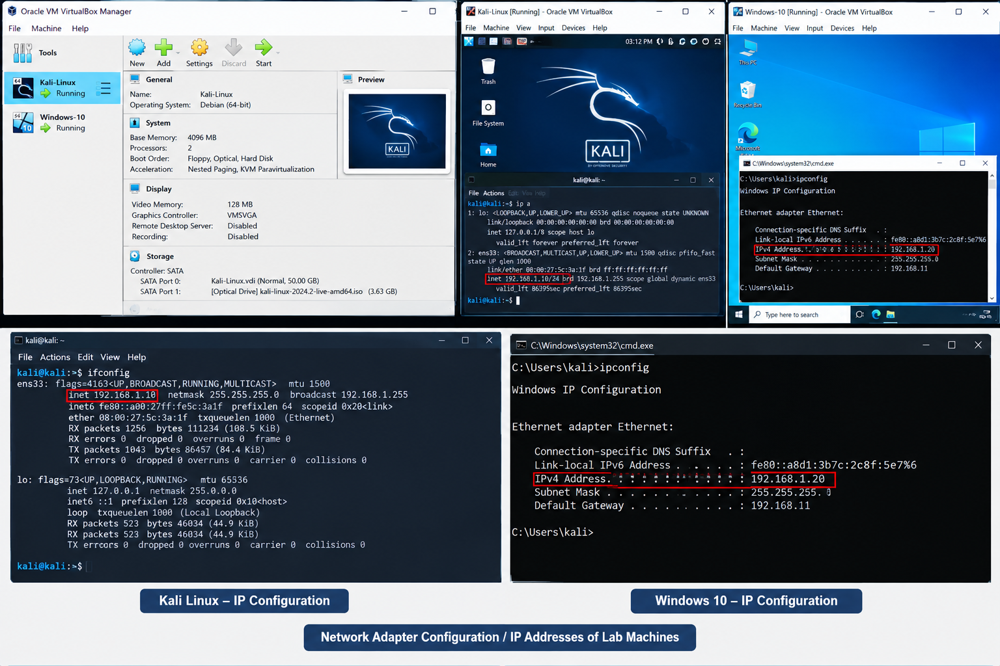 Oracle VM VirtualBox Manager
File Machine Help
Tools
New Add Settings Discard Start
Kali-Linux
Running
Windows-10
Running
General
Name: Kali-Linux
Operating System: Debian (64-bit)
System
Base Memory: 4096 MB
Processors: 2
Boot Order: Floppy, Optical, Hard Disk
Acceleration: Nested Paging, KVM Paravirtualization
Display
Video Memory: 128 MB
Graphics Controller: VMSVGA
Remote Desktop Server: Disabled
Recording: Disabled
Storage
Controller: SATA
SATA Port 0: Kali-Linux.vdi (Normal, 50.00 GB)
SATA Port 1: [Optical Drive] kali-linux-2024.2-live-amd64.iso (3.63 GB)
Preview
KALI
Kali-Linux [Running] - Oracle VM VirtualBox
File Machine View Input Devices Help
03:12 PM
Trash
File System
Home
KALI
BY OFFENSIVE SECURITY
kali@kali: ~
File Actions Edit View Help
kali@kali:~$ ip a
1: lo: <LOOPBACK,UP,LOWER_UP> mtu 65536 qdisc noqueue state UNKNOWN
link/loopback 00:00:00:00:00:00 brd 00:00:00:00:00:00
inet 127.0.0.1/8 scope host lo
valid_lft forever preferred_lft forever
2: ens33: <BROADCAST,MULTICAST,UP,LOWER_UP> mtu 1500 qdisc pfifo_fast
state UP qlen 1000
link/ether 08:00:27:5c:3a:1f brd ff:ff:ff:ff:ff:ff
inet 192.168.1.10/24 brd 192.168.1.255 scope global dynamic ens33
valid_lft 86395sec preferred_lft 86395sec
kali@kali:~$
Windows-10 [Running] - Oracle VM VirtualBox
File Machine View Input Devices Help
This PC
Recycle Bin
Microsoft
C:\Windows\system32\cmd.exe
C:\Users\kali>ipconfig
Windows IP Configuration
Ethernet adapter Ethernet:
Connection-specific DNS Suffix . :
Link-local IPv6 Address . . . . . . : fe80::a8d1:3b7c:2c8f:5e7%6
IPv4 Address. . . . . . . . . . . : 192.168.1.20
Subnet Mask . . . . . . . . . . . : 255.255.255.0
Default Gateway . . . . . . . . . : 192.168.11
C:\Users\kali>
Type here to search
kali@kali: ~
File Actions Edit View Help
kali@kali:~$ ifconfig
ens33: flags=4163<UP,BROADCAST,RUNNING,MULTICAST> mtu 1500
inet 192.168.1.10 netmask 255.255.255.0 broadcast 192.168.1.255
inet6 fe80::a00:27ff:fe5c:3a1f prefixlen 64 scopeid 0x20<link>
ether 08:00:27:5c:3a:1f txqueuelen 1000 (Ethernet)
RX packets 1256 bytes 111234 (108.5 KiB)
RX errors 0 dropped 0 overruns 0 frame 0
TX packets 1043 bytes 86457 (84.4 KiB)
TX errors 0 dropped 0 overruns 0 carrier 0 collisions 0
lo: flags=73<UP,LOOPBACK,RUNNING> mtu 65536
inet 127.0.0.1 netmask 255.0.0.0
inet6 ::1 prefixlen 128 scopeid 0x10<host>
loop txqueuelen 1000 (Local Loopback)
RX packets 523 bytes 46034 (44.9 KiB)
RX packets 523 bytes 46034 (44.9 KiB)
TX errors 0 dropped 0 overruns 0 carrier 0 collisions 0
kali@kali:~$
C:\Windows\system32\cmd.exe
C:\Users\kali>ipconfig
Windows IP Configuration
Ethernet adapter Ethernet:
Connection-specific DNS Suffix . :
Link-local IPv6 Address . . . . . . : fe80::a8d1:3b7c:2c8f:5e7%6
IPv4 Address. . . . . . . . . . . : 192.168.1.20
Subnet Mask . . . . . . . . . . . : 255.255.255.0
Default Gateway . . . . . . . . . : 192.168.11
C:\Users\kali>
Kali Linux – IP Configuration
Windows 10 – IP Configuration
Network Adapter Configuration / IP Addresses of Lab Machines